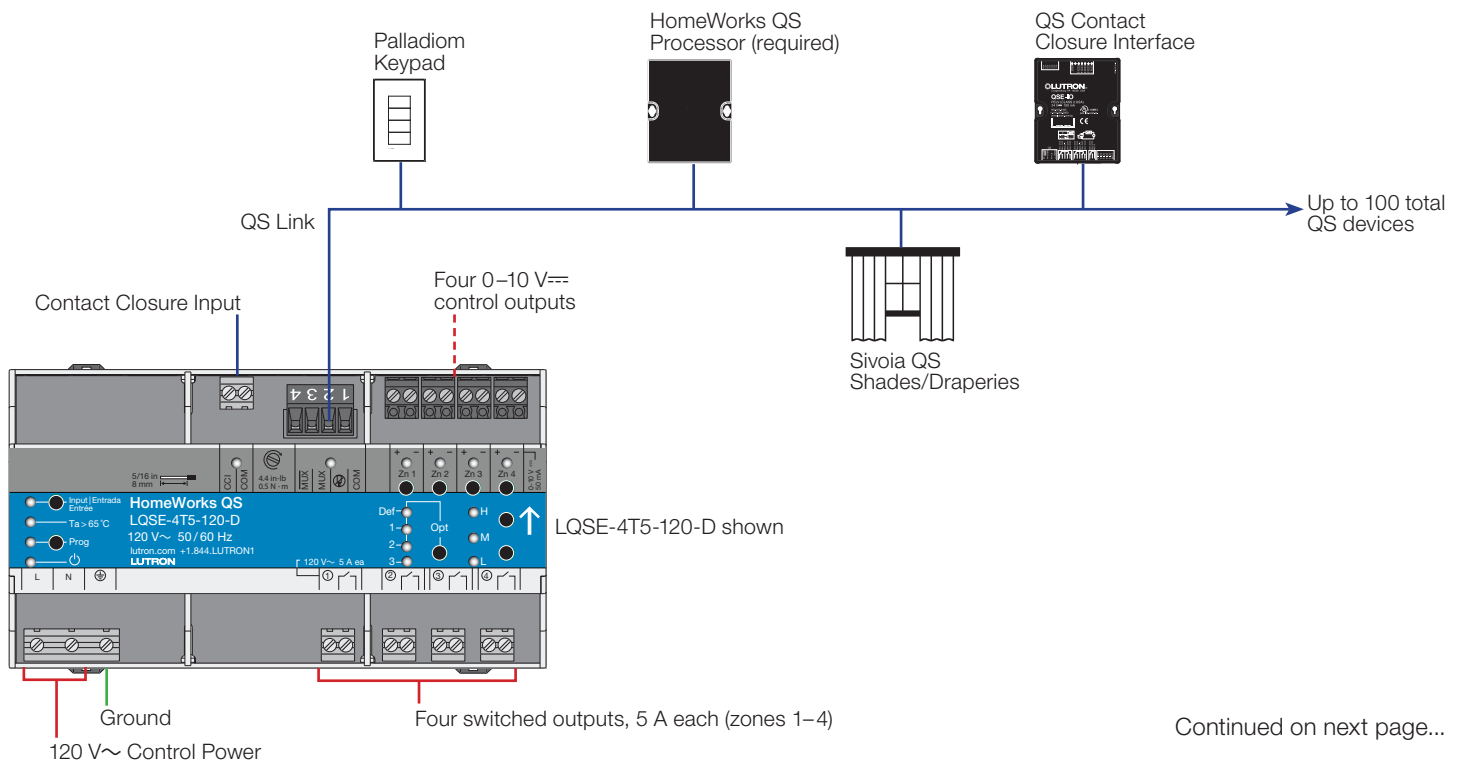 Palladiom
Keypad
HomeWorks QS
Processor (required)
QS Contact
Closure Interface
LUTRON
QSE-IO
QS Link
Up to 100 total
QS devices
Contact Closure Input
Four 0–10 V⎓
control outputs
Sivoia QS
Shades/Draperies
4 3 2 1
5/16 in
8 mm
CCI
COM
4.4 in-lb
0.5 N - m
MUX
MUX
COM
+ − + − + − + −
Zn 1 Zn 2 Zn 3 Zn 4
0–10 V ⎓
50 mA
Input | Entrada
Entrée
Ta > 65 °C
Prog
HomeWorks QS
LQSE-4T5-120-D
120 V~ 50 / 60 Hz
lutron.com +1.844.LUTRON1
LUTRON
Def
1
2
3
Opt
H
M
L
LQSE-4T5-120-D shown
120 V~ 5 A ea
L N
① ② ③ ④
Ground
120 V~ Control Power
Four switched outputs, 5 A each (zones 1–4)
Continued on next page...